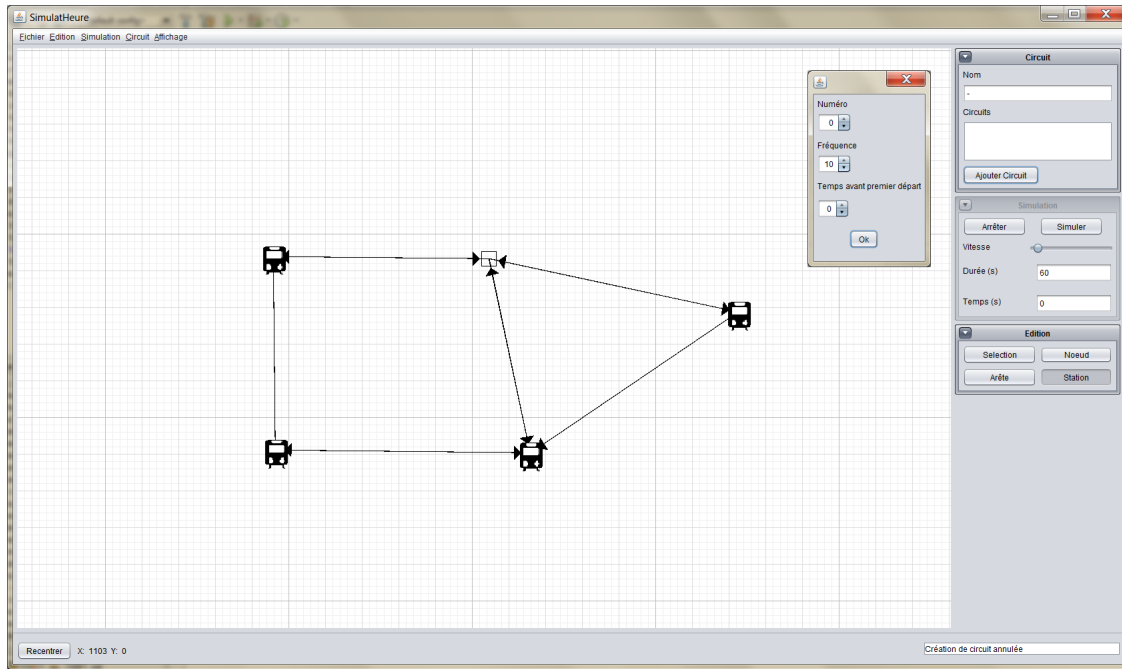 SimulatHeure
Fichier Edition Simulation Circuit Affichage
Numéro
0
Fréquence
10
Temps avant premier départ
0
Ok
Circuit
Nom
-
Circuits
Ajouter Circuit
Simulation
Arrêter Simuler
Vitesse
Durée (s) 60
Temps (s) 0
Edition
Selection Noeud
Arête Station
Recentrer X: 1103 Y: 0
Création de circuit annulée